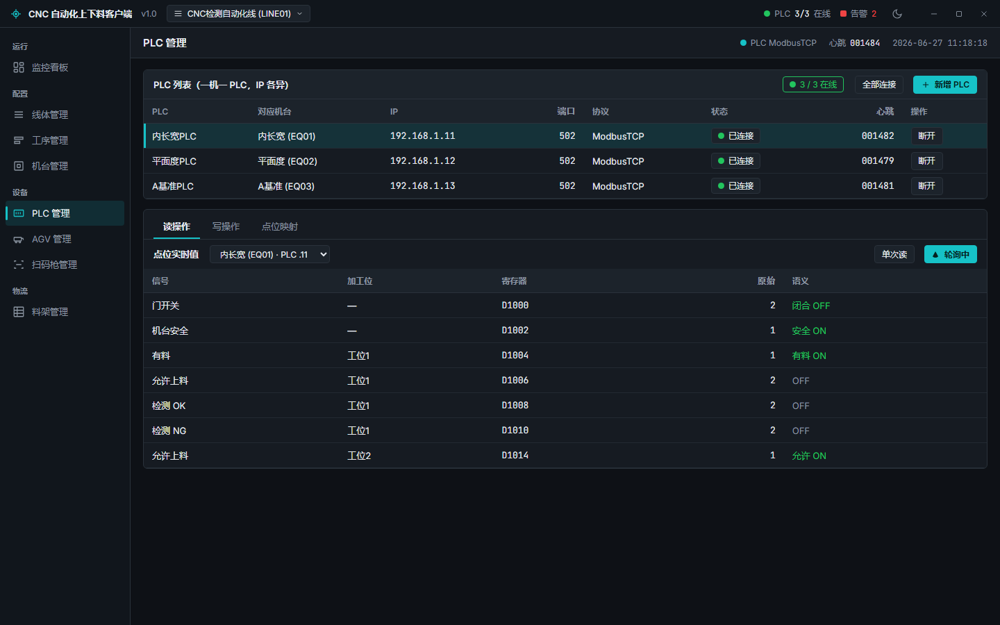 CNC 自动化上下料客户端 v1.0 CNC检测自动化线 (LINE01) PLC 3/3 在线 告警 2
运行
监控看板
配置
线体管理
工序管理
机台管理
设备
PLC 管理
AGV 管理
扫码枪管理
物流
料架管理
PLC 管理 PLC ModbusTCP 心跳 001484 2026-06-27 11:18:18
PLC 列表（一机一 PLC，IP 各异） 3 / 3 在线 全部连接 新增 PLC
PLC 对应机台 IP 端口 协议 状态 心跳 操作
内长宽PLC 内长宽 (EQ01) 192.168.1.11 502 ModbusTCP 已连接 001482 断开
平面度PLC 平面度 (EQ02) 192.168.1.12 502 ModbusTCP 已连接 001479 断开
A基准PLC A基准 (EQ03) 192.168.1.13 502 ModbusTCP 已连接 001481 断开
读操作 写操作 点位映射
点位实时值 内长宽 (EQ01) · PLC .11 单次读 轮询中
信号 加工位 寄存器 原始 语义
门开关 — D1000 2 闭合 OFF
机台安全 — D1002 1 安全 ON
有料 工位1 D1004 1 有料 ON
允许上料 工位1 D1006 2 OFF
检测 OK 工位1 D1008 2 OFF
检测 NG 工位1 D1010 2 OFF
允许上料 工位2 D1014 1 允许 ON